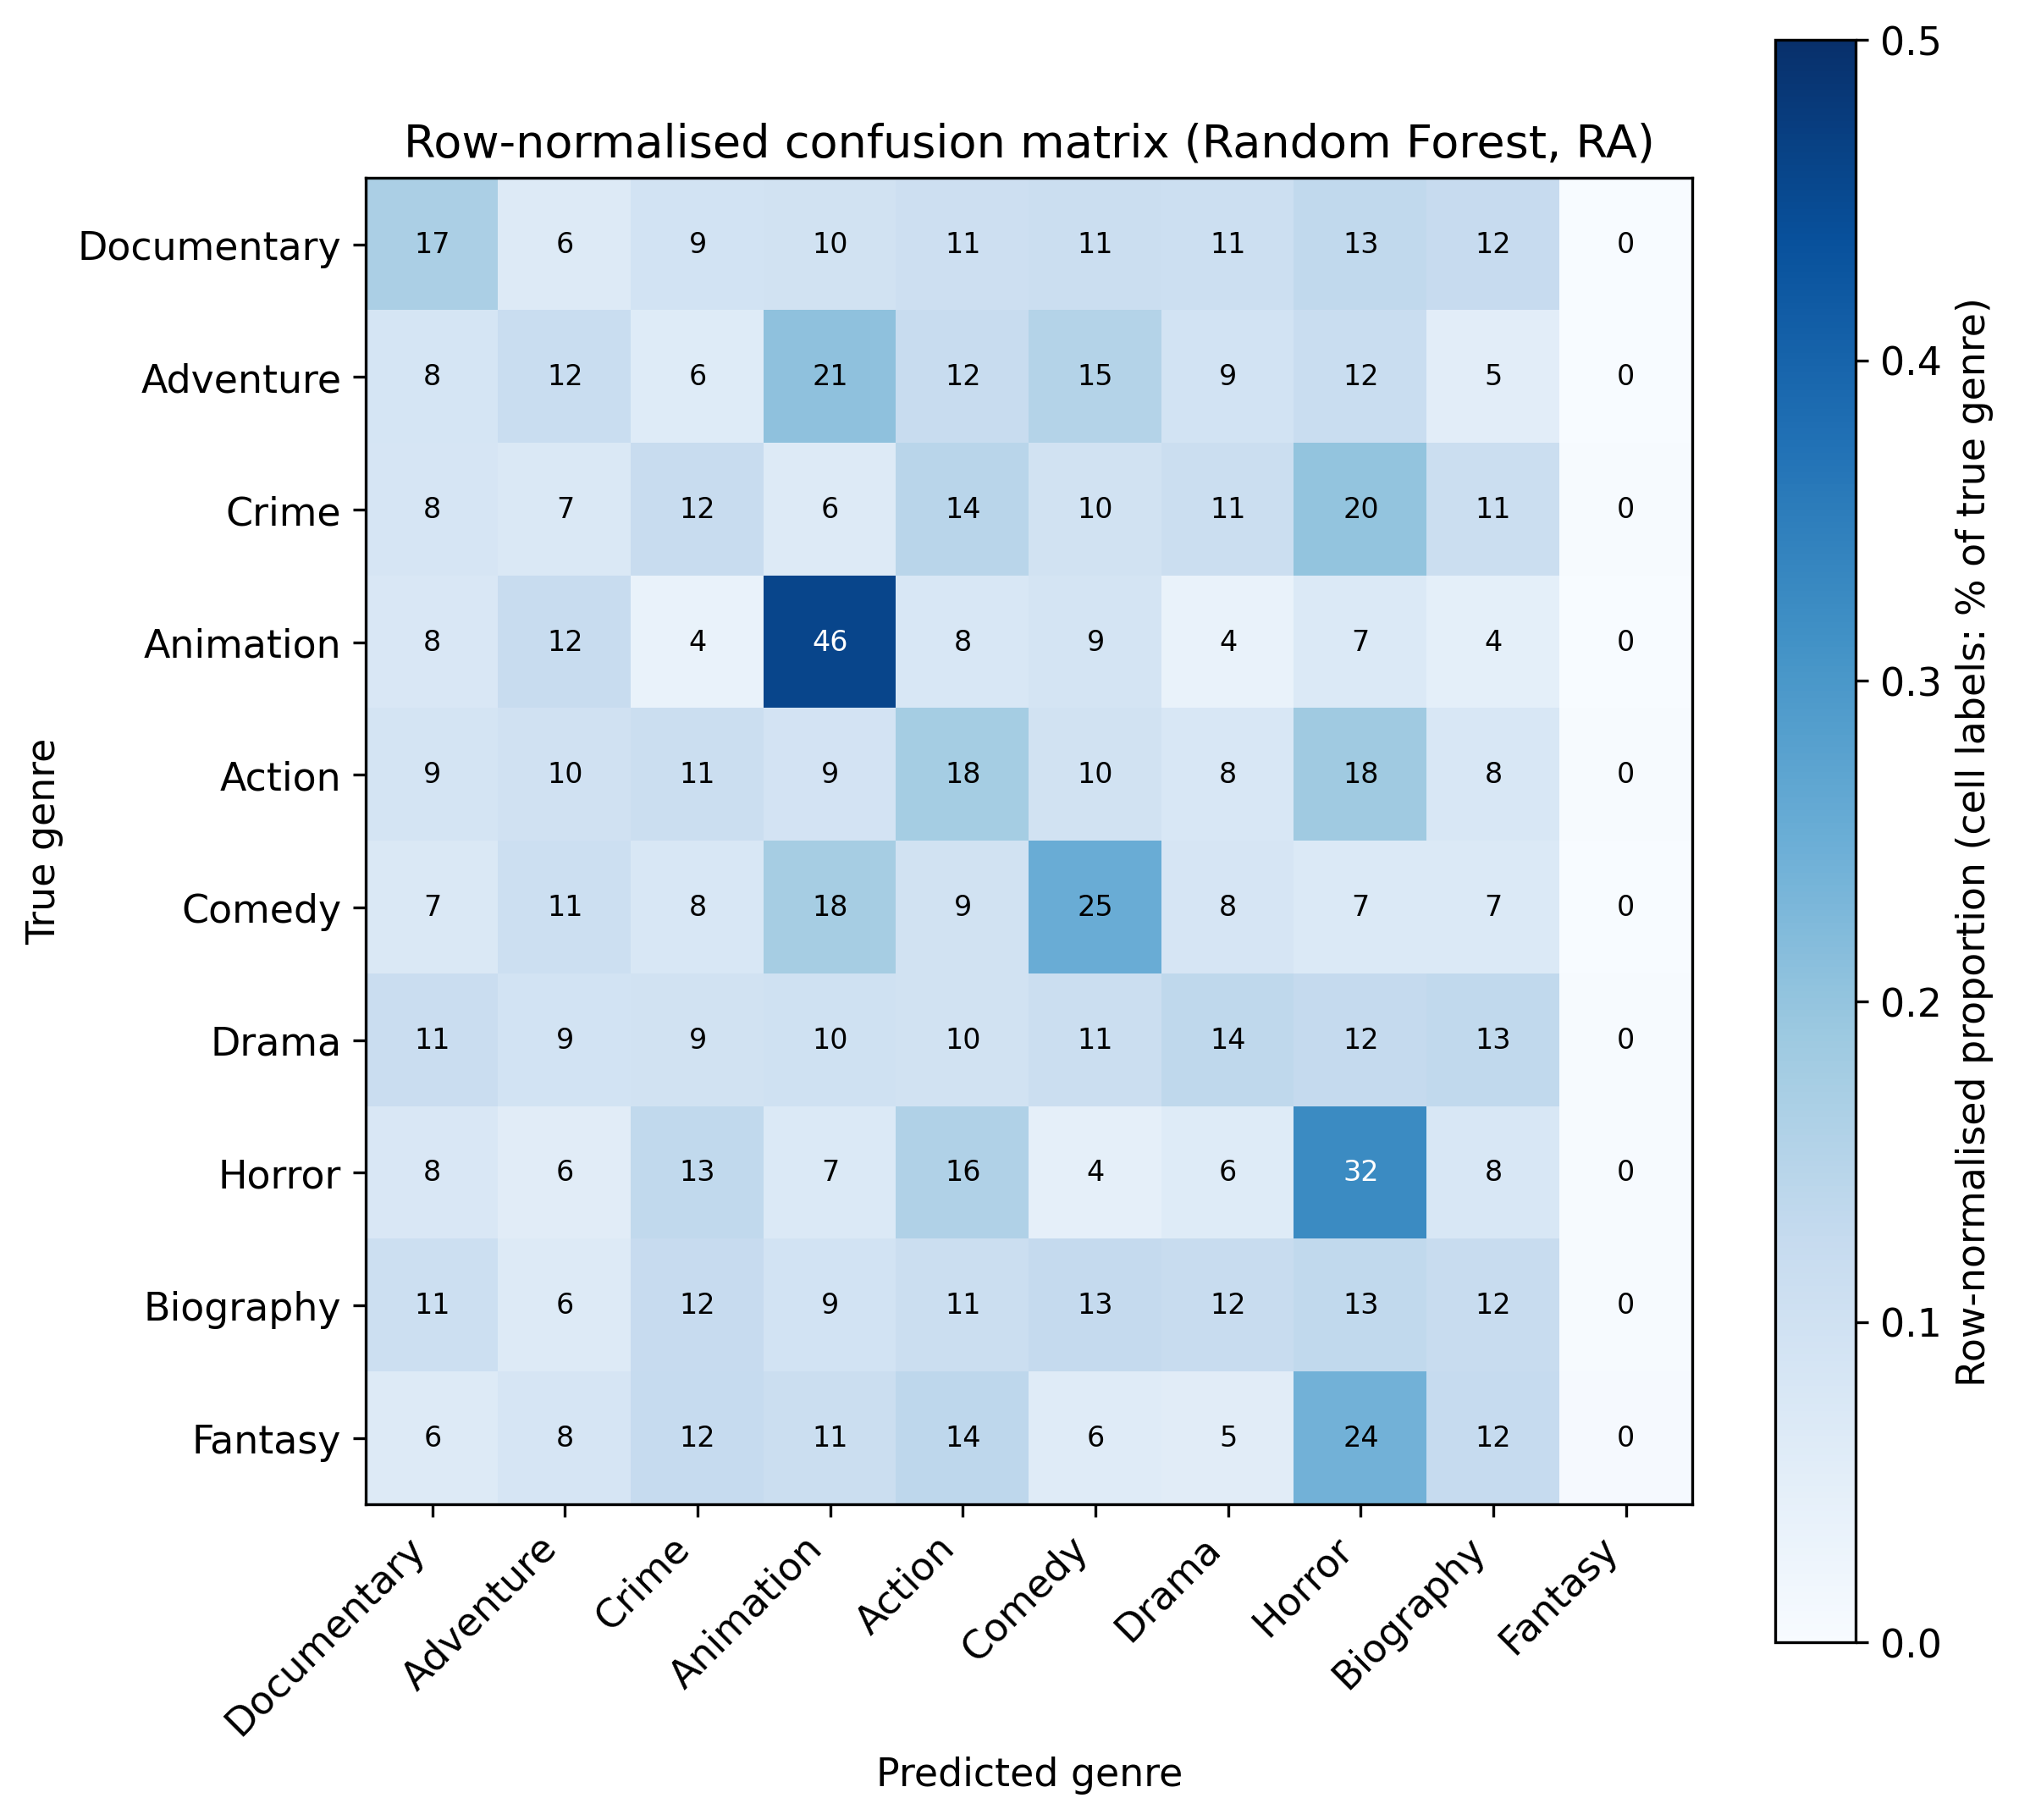 Row-normalised confusion matrix (Random Forest, RA)
True genre
Documentary 17 6 9 10 11 11 11 13 12 0
Adventure 8 12 6 21 12 15 9 12 5 0
Crime 8 7 12 6 14 10 11 20 11 0
Animation 8 12 4 46 8 9 4 7 4 0
Action 9 10 11 9 18 10 8 18 8 0
Comedy 7 11 8 18 9 25 8 7 7 0
Drama 11 9 9 10 10 11 14 12 13 0
Horror 8 6 13 7 16 4 6 32 8 0
Biography 11 6 12 9 11 13 12 13 12 0
Fantasy 6 8 12 11 14 6 5 24 12 0
Documentary Adventure Crime Animation Action Comedy Drama Horror Biography Fantasy
Predicted genre
0.5
0.4
0.3
0.2
0.1
0.0
Row-normalised proportion (cell labels: % of true genre)